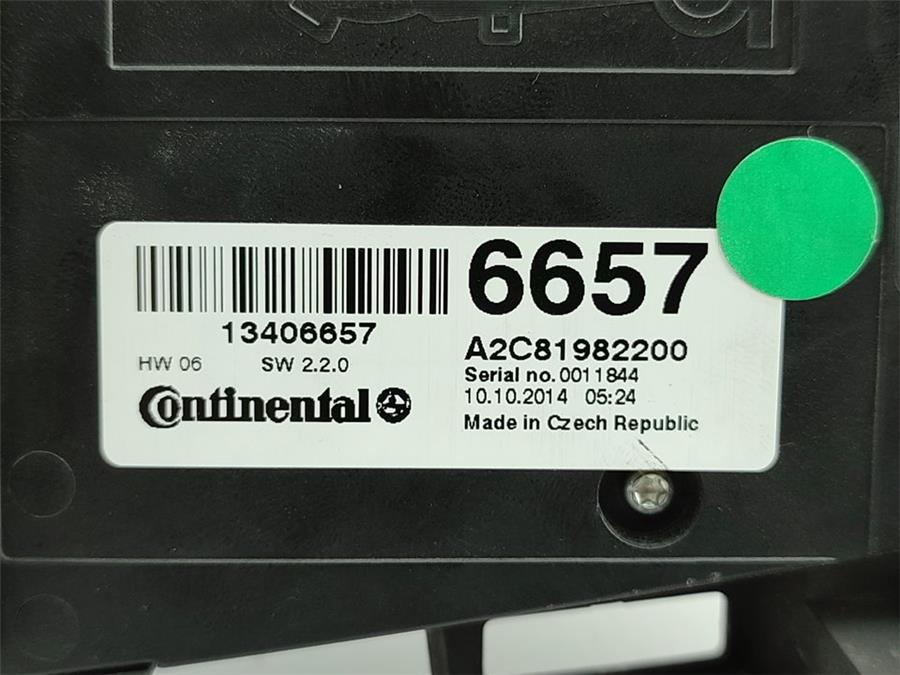 6657
13406657
HW 06 SW 2.2.0
Continental
A2C81982200
Serial no. 0011844
10.10.2014 05:24
Made in Czech Republic